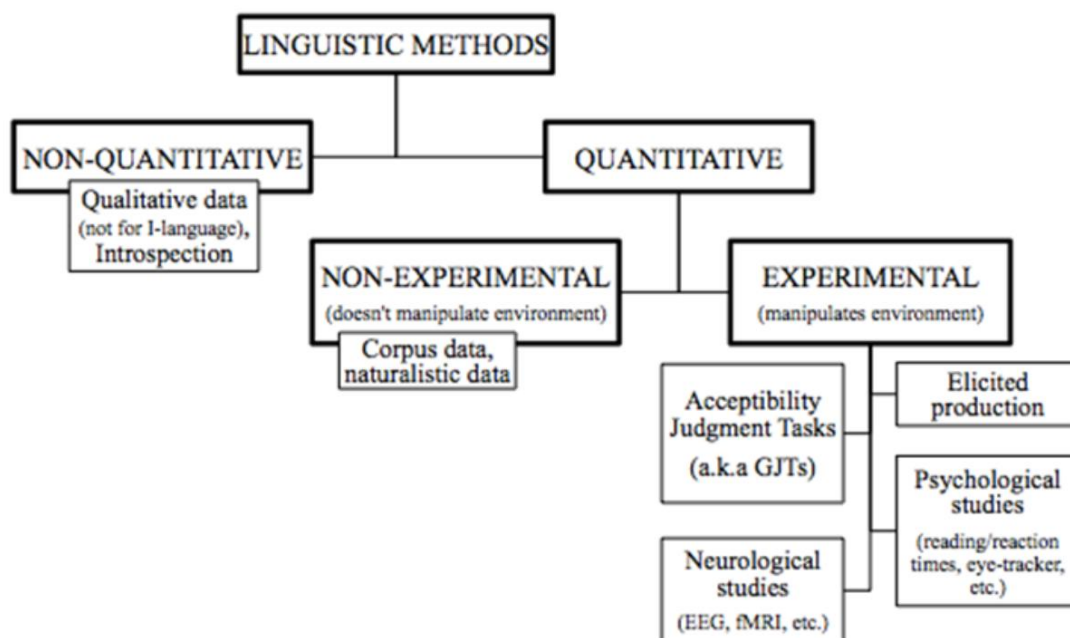 LINGUISTIC METHODS
NON-QUANTITATIVE
Qualitative data
(not for I-language),
Introspection
QUANTITATIVE
NON-EXPERIMENTAL
(doesn't manipulate environment)
Corpus data,
naturalistic data
EXPERIMENTAL
(manipulates environment)
Acceptibility
Judgment Tasks
(a.k.a GJTs)
Elicited
production
Psychological
studies
(reading/reaction
times, eye-tracker,
etc.)
Neurological
studies
(EEG, fMRI, etc.)